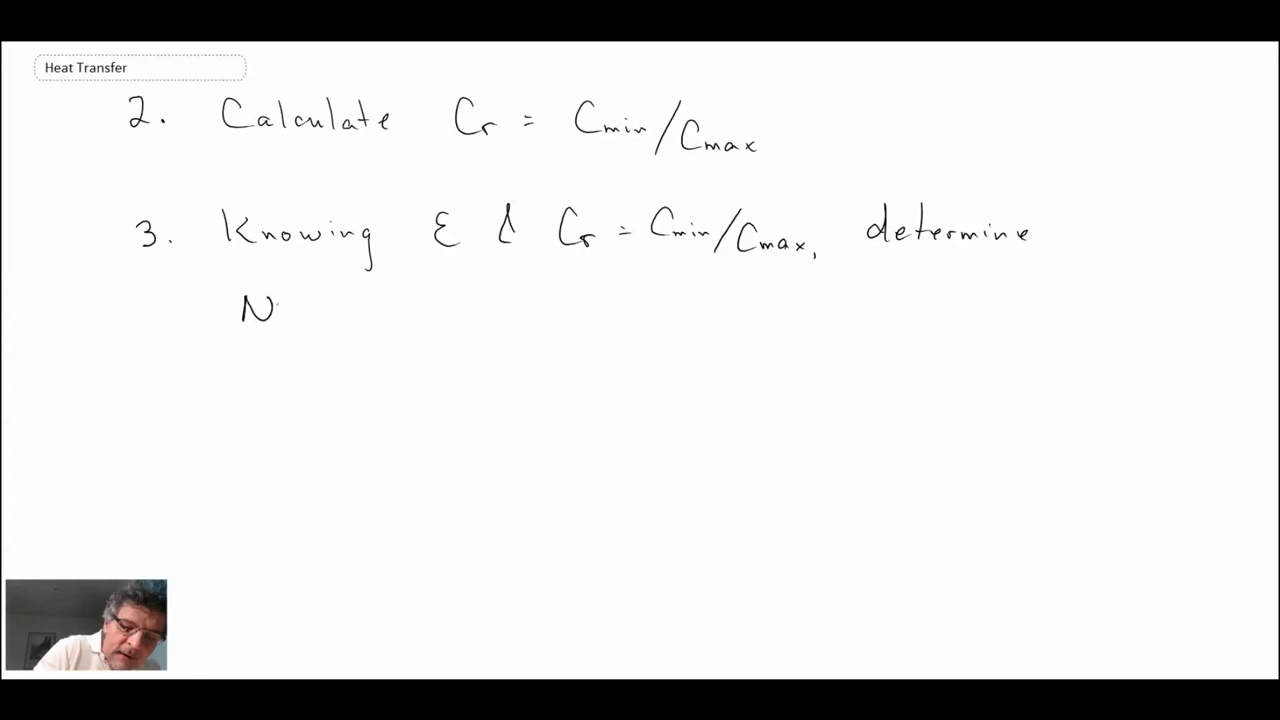 Heat Transfer
2. Calculate Cr = Cmin/Cmax
3. Knowing ε & Cr = Cmin/Cmax, determine
N